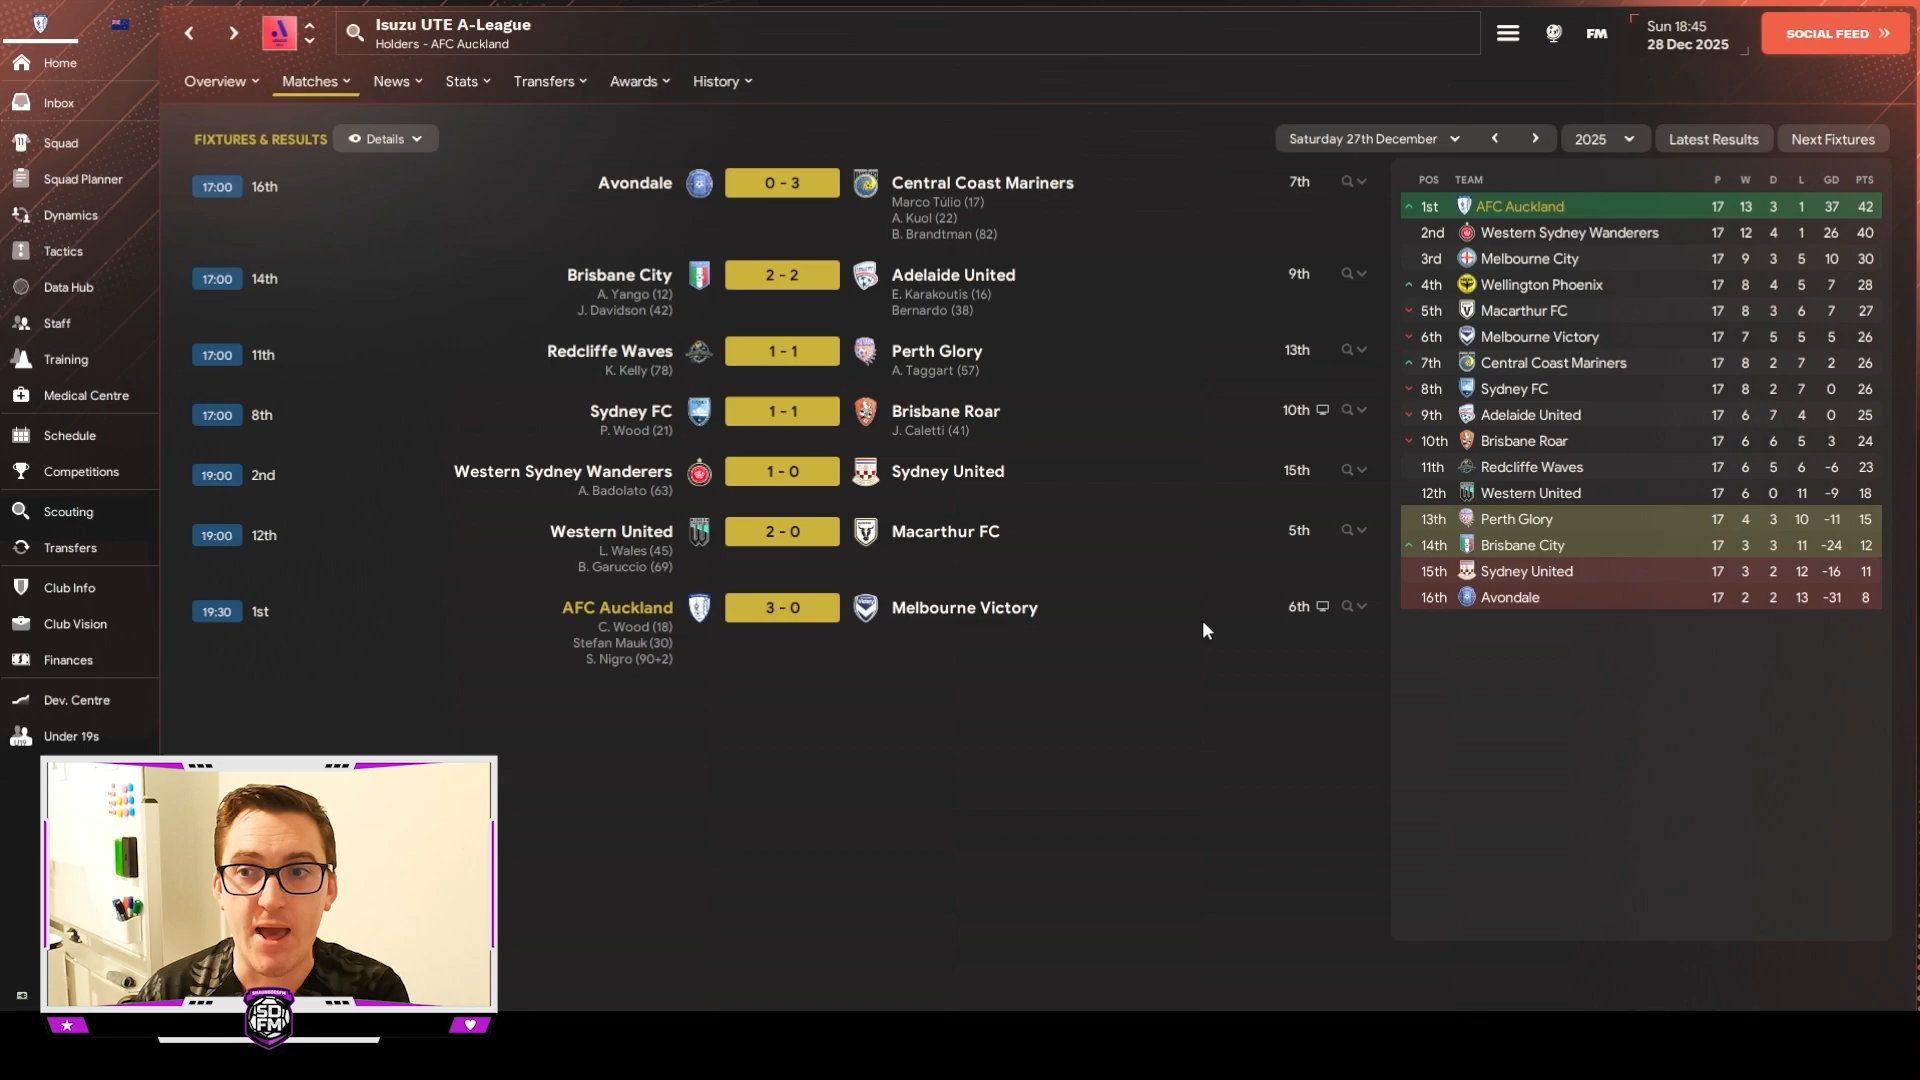 Isuzu UTE A-League
Holders - AFC Auckland
FM
Sun 18:45
28 Dec 2025
SOCIAL FEED
Home
Inbox
Squad
Squad Planner
Dynamics
Tactics
Data Hub
Staff
Training
Medical Centre
Schedule
Competitions
Scouting
Transfers
Club Info
Club Vision
Finances
Dev. Centre
U19 Under 19s
Overview Matches News Stats Transfers Awards History
FIXTURES & RESULTS Details
Saturday 27th December 2025 Latest Results Next Fixtures
17:00 16th Avondale 0 - 3 Central Coast Mariners 7th
Marco Túlio (17)
A. Kuol (22)
B. Brandtman (82)
17:00 14th Brisbane City 2 - 2 Adelaide United 9th
A. Yango (12) E. Karakoutis (16)
J. Davidson (42) Bernardo (38)
17:00 11th Redcliffe Waves 1 - 1 Perth Glory 13th
K. Kelly (78) A. Taggart (57)
17:00 8th Sydney FC 1 - 1 Brisbane Roar 10th
P. Wood (21) J. Caletti (41)
19:00 2nd Western Sydney Wanderers 1 - 0 Sydney United 15th
A. Badolato (63)
19:00 12th Western United 2 - 0 Macarthur FC 5th
L. Wales (45)
B. Garuccio (69)
19:30 1st AFC Auckland 3 - 0 Melbourne Victory 6th
C. Wood (18)
Stefan Mauk (30)
S. Nigro (90+2)
POS TEAM P W D L GD PTS
1st AFC Auckland 17 13 3 1 37 42
2nd Western Sydney Wanderers 17 12 4 1 26 40
3rd Melbourne City 17 9 3 5 10 30
4th Wellington Phoenix 17 8 4 5 7 28
5th Macarthur FC 17 8 3 6 7 27
6th Melbourne Victory 17 7 5 5 5 26
7th Central Coast Mariners 17 8 2 7 2 26
8th Sydney FC 17 8 2 7 0 26
9th Adelaide United 17 6 7 4 0 25
10th Brisbane Roar 17 6 6 5 3 24
11th Redcliffe Waves 17 6 5 6 -6 23
12th Western United 17 6 0 11 -9 18
13th Perth Glory 17 4 3 10 -11 15
14th Brisbane City 17 3 3 11 -24 12
15th Sydney United 17 3 2 12 -16 11
16th Avondale 17 2 2 13 -31 8
SD
FM